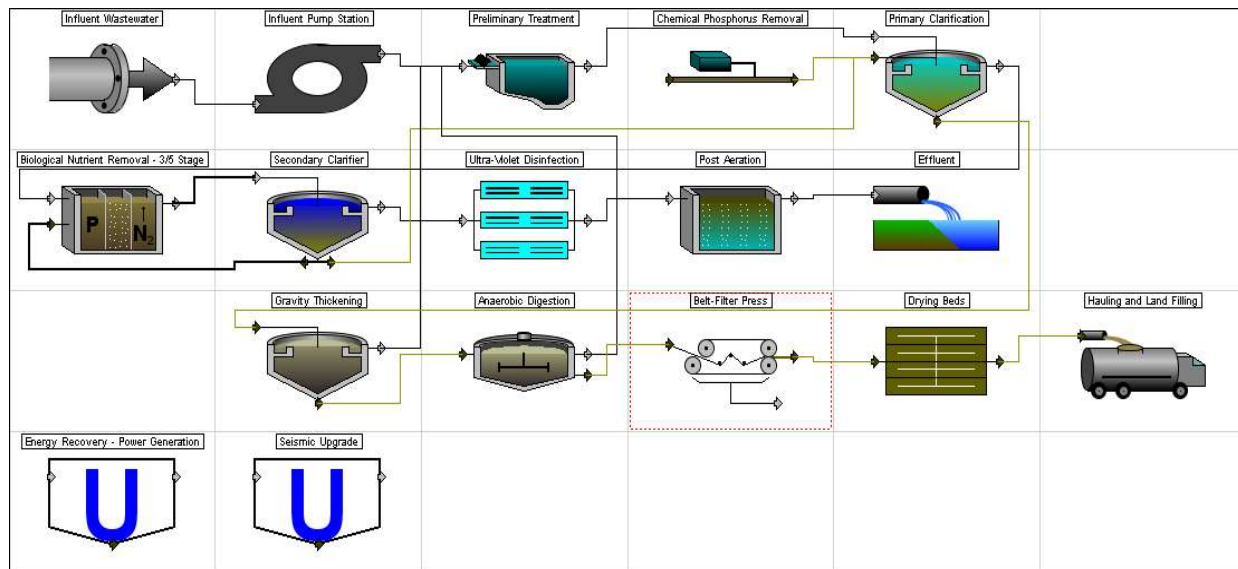 Influent Wastewater
Influent Pump Station
Preliminary Treatment
Chemical Phosphorus Removal
Primary Clarification
Biological Nutrient Removal - 3/5 Stage
Secondary Clarifier
Ultra-Violet Disinfection
Post Aeration
Effluent
P
N2
Gravity Thickening
Anaerobic Digestion
Belt-Filter Press
Drying Beds
Hauling and Land Filling
Energy Recovery - Power Generation
Seismic Upgrade
U
U